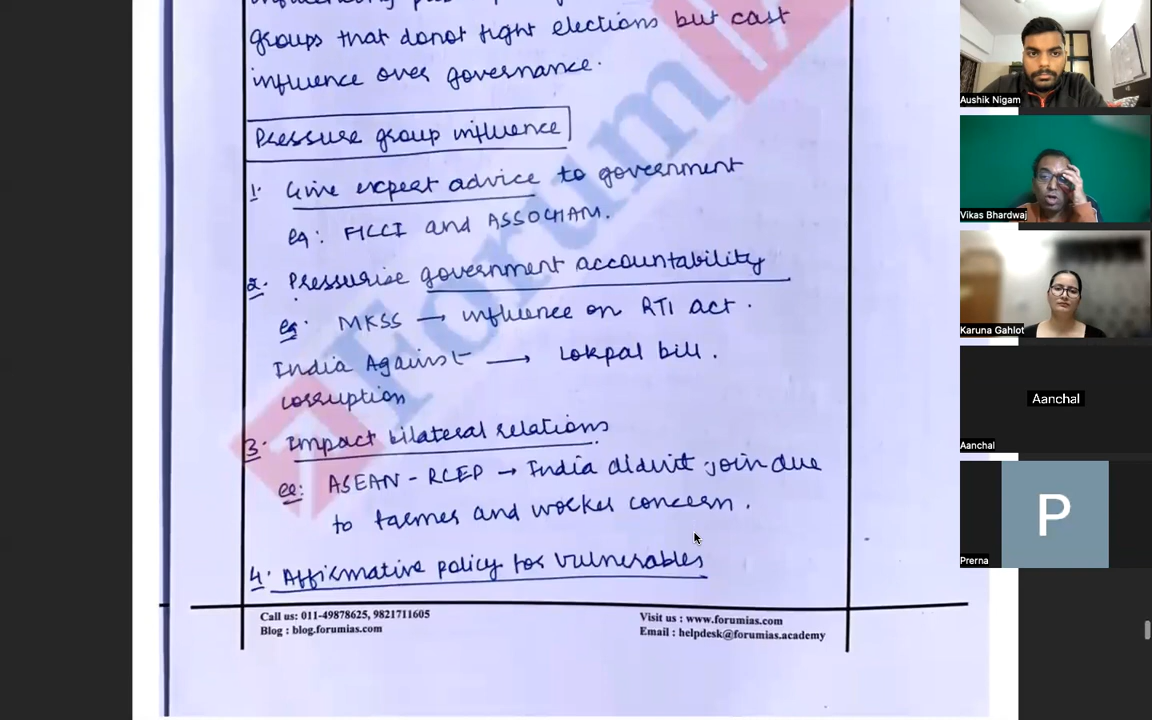 groups that donot fight elections but cast
influence over governance.
Pressure group influence
1. Give expert advice to government
eg: FICCI and ASSOCHAM.
2. Pressurise government accountability
eg: MKSS → influence on RTI act.
India Against → Lokpal bill.
corruption
3. Impact bilateral relations
eg: ASEAN - RCEP → India didn't join due
to farmer and worker concern.
4. Affirmative policy for Vulnerables
Call us: 011-49878625, 9821711605
Blog : blog.forumias.com
Visit us : www.forumias.com
Email : helpdesk@forumias.academy
Forum
Aushik Nigam
Vikas Bhardwaj
Karuna Gahlot
Aanchal
Aanchal
P
Prerna